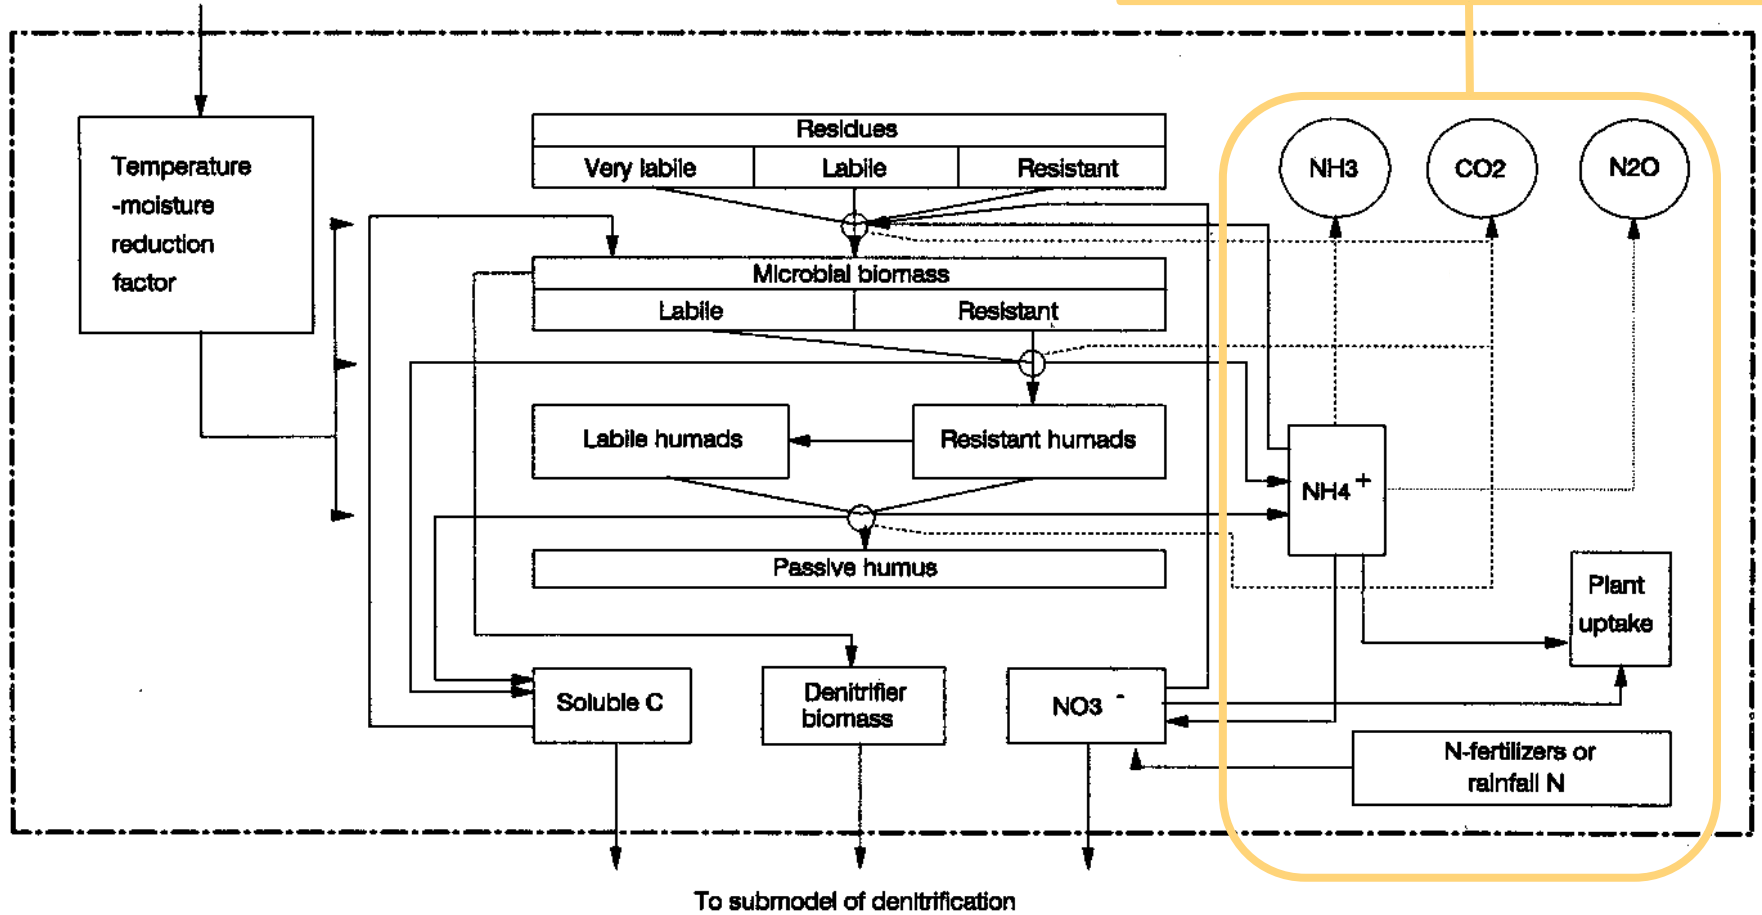 Temperature
-moisture
reduction
factor
Residues
Very labile
Labile
Resistant
NH3
CO2
N2O
Microbial biomass
Labile
Resistant
Labile humads
Resistant humads
NH4 +
Passive humus
Plant
uptake
Soluble C
Denitrifier
biomass
NO3 -
N-fertilizers or
rainfall N
To submodel of denitrification